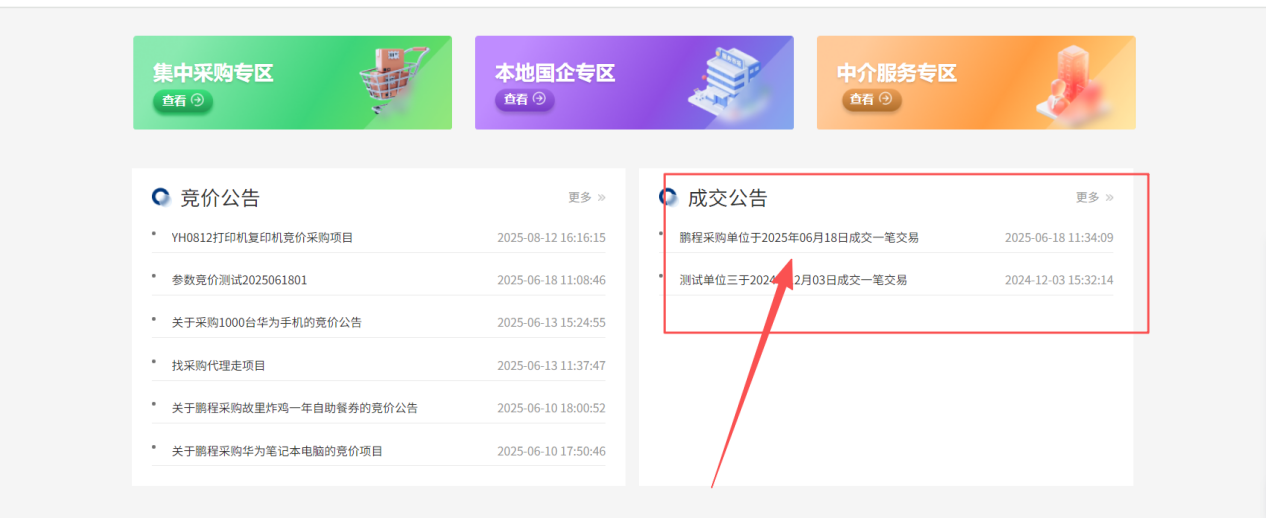 集中采购专区
查看
本地国企专区
查看
中介服务专区
查看
竞价公告
更多 »
YH0812打印机复印机竞价采购项目 2025-08-12 16:16:15
参数竞价测试2025061801 2025-06-18 11:08:46
关于采购1000台华为手机的竞价公告 2025-06-13 15:24:55
找采购代理走项目 2025-06-13 11:37:47
关于鹏程采购故里炸鸡一年自助餐券的竞价公告 2025-06-10 18:00:52
关于鹏程采购华为笔记本电脑的竞价项目 2025-06-10 17:50:46
成交公告
更多 »
鹏程采购单位于2025年06月18日成交一笔交易 2025-06-18 11:34:09
测试单位三于2024 2月03日成交一笔交易 2024-12-03 15:32:14